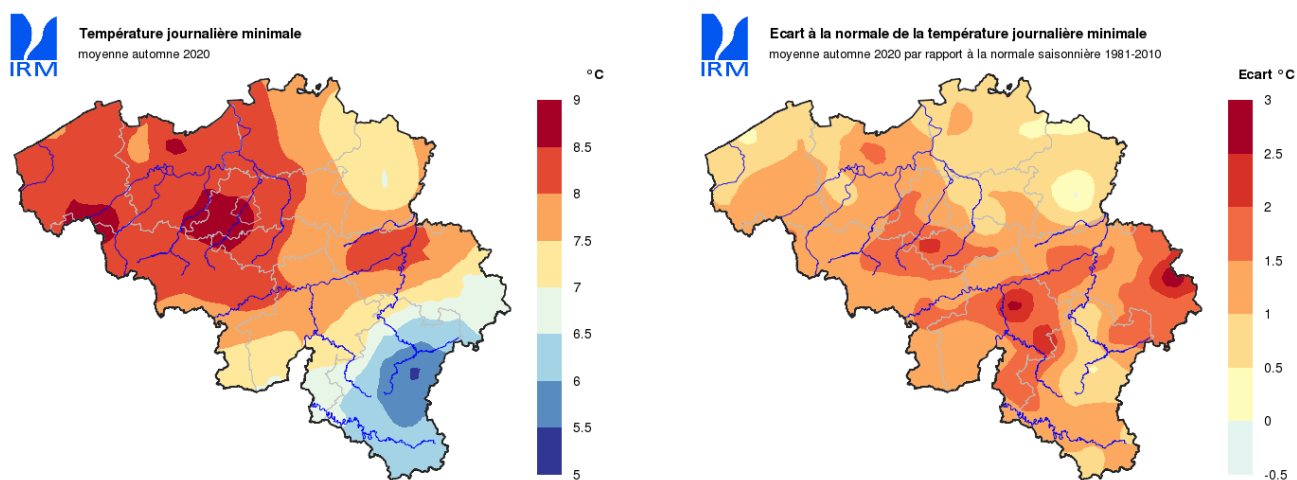 Température journalière minimale
moyenne automne 2020
IRM
°C
9
8.5
8
7.5
7
6.5
6
5.5
5
Ecart à la normale de la température journalière minimale
moyenne automne 2020 par rapport à la normale saisonnière 1981-2010
IRM
Ecart °C
3
2.5
2
1.5
1
0.5
0
-0.5